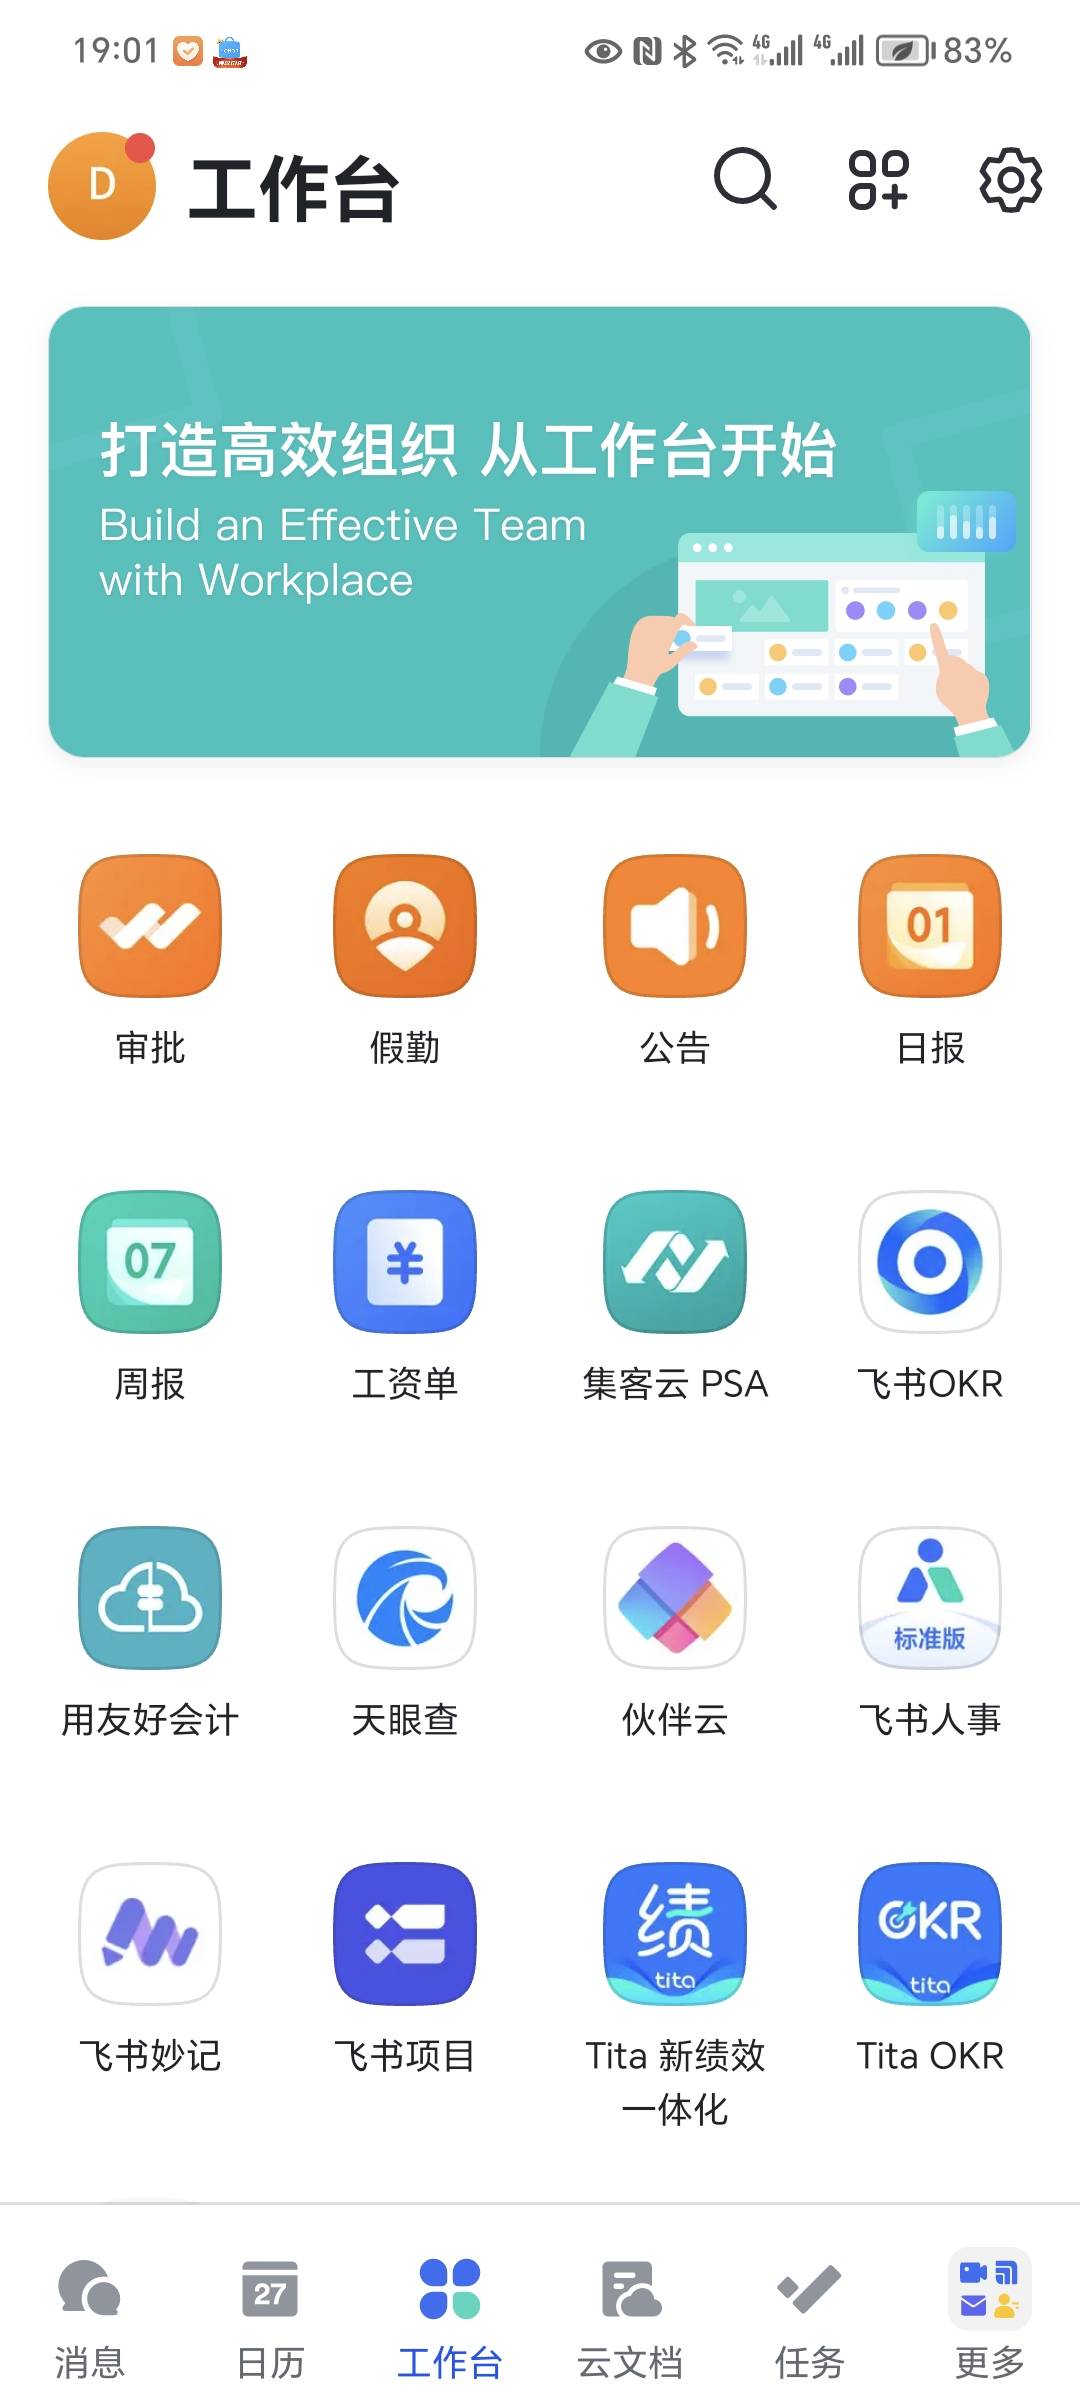 19:01
4G 4G 83%
D 工作台
打造高效组织 从工作台开始
Build an Effective Team
with Workplace
01
审批 假勤 公告 日报
07 ¥
周报 工资单 集客云 PSA 飞书OKR
标准版
用友好会计 天眼查 伙伴云 飞书人事
绩 tita OKR tita
飞书妙记 飞书项目 Tita 新绩效 Tita OKR
一体化
27
消息 日历 工作台 云文档 任务 更多